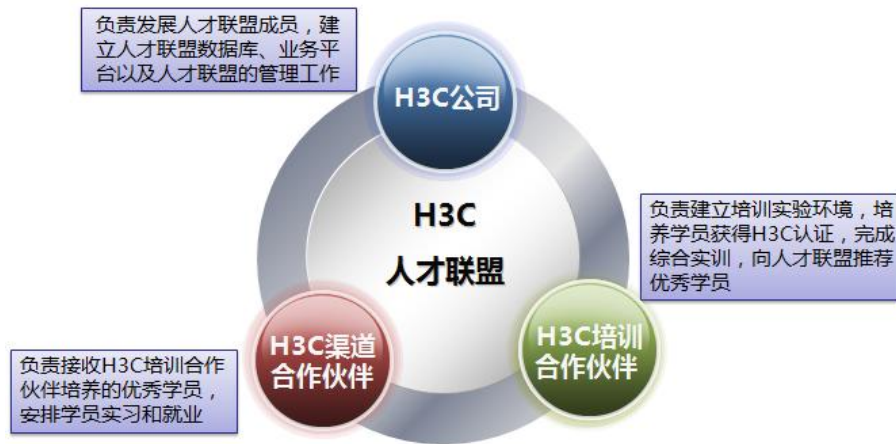 负责发展人才联盟成员，建
立人才联盟数据库、业务平
台以及人才联盟的管理工作
H3C公司
H3C
人才联盟
负责建立培训实验环境，培
养学员获得H3C认证，完成
综合实训，向人才联盟推荐
优秀学员
H3C渠道
合作伙伴
H3C培训
合作伙伴
负责接收H3C培训合作
伙伴培养的优秀学员，
安排学员实习和就业